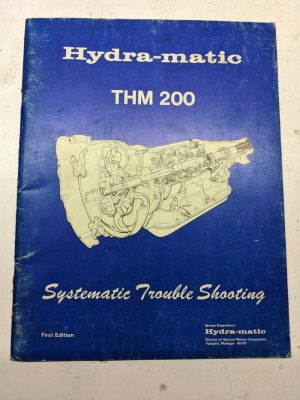 Hydra-matic
THM 200
Systematic Trouble Shooting
First Edition
Service Department
Hydra-matic
Division of General Motors Corporation
Ypsilanti, Michigan 48197